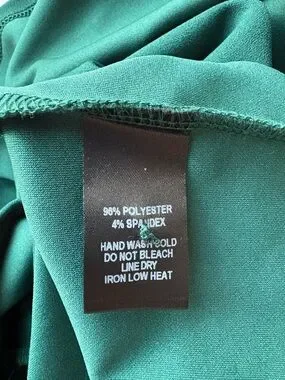 96% POLYESTER
4% SPANDEX
HAND WASH COLD
DO NOT BLEACH
LINE DRY
IRON LOW HEAT